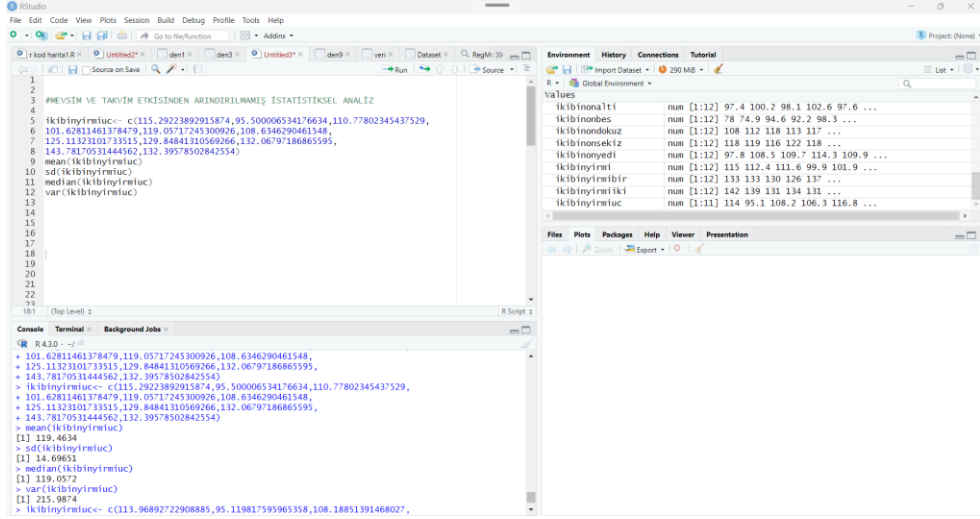 RStudio
File Edit Code View Plots Session Build Debug Profile Tools Help
Go to file/function Addins Project: (None)
r kod harita1.R Untitled2* den1 den3 Untitled3* den9 veri Dataset RegM
Source on Save Run Source
1
2
3 #MEVSİM VE TAKVİM ETKİSİNDEN ARINDIRILMAMIŞ İSTATİSTİKSEL ANALİZ
4
5 ikibinyirmiuc<- c(115.29223892915874,95.500006534176634,110.77802345437529,
6 101.62811461378479,119.05717245300926,108.6346290461548,
7 125.11323101733515,129.84841310569266,132.06797186865595,
8 143.78170531444562,132.39578502842554)
9 mean(ikibinyirmiuc)
10 sd(ikibinyirmiuc)
11 median(ikibinyirmiuc)
12 var(ikibinyirmiuc)
13
14
15
16
17
18
19
20
21
22
23
18:1 (Top Level) R Script
Console Terminal Background Jobs
R 4.3.0 · ~/
+ 101.62811461378479,119.05717245300926,108.6346290461548,
+ 125.11323101733515,129.84841310569266,132.06797186865595,
+ 143.78170531444562,132.39578502842554)
> ikibinyirmiuc<- c(115.29223892915874,95.500006534176634,110.77802345437529,
+ 101.62811461378479,119.05717245300926,108.6346290461548,
+ 125.11323101733515,129.84841310569266,132.06797186865595,
+ 143.78170531444562,132.39578502842554)
> mean(ikibinyirmiuc)
[1] 119.4634
> sd(ikibinyirmiuc)
[1] 14.69651
> median(ikibinyirmiuc)
[1] 119.0572
> var(ikibinyirmiuc)
[1] 215.9874
> ikibinyirmiuc<- c(113.96892722908885,95.119817595965358,108.18851391468027,
Environment History Connections Tutorial
Import Dataset 290 MiB List
R Global Environment
Values
ikibinonalti num [1:12] 97.4 100.2 98.1 102.6 97.6 ...
ikibinonbes num [1:12] 78 74.9 94.6 92.2 98.3 ...
ikibinondokuz num [1:12] 108 112 118 113 117 ...
ikibinonsekiz num [1:12] 118 119 116 122 118 ...
ikibinonyedi num [1:12] 97.8 108.5 109.7 114.3 109.9 ...
ikibinyirmi num [1:12] 115 112.4 111.6 99.9 101.9 ...
ikibinyirmibir num [1:12] 133 133 130 126 137 ...
ikibinyirmiiki num [1:12] 142 139 131 134 131 ...
ikibinyirmiuc num [1:11] 114 95.1 108.2 106.3 116.8 ...
Files Plots Packages Help Viewer Presentation
Zoom Export